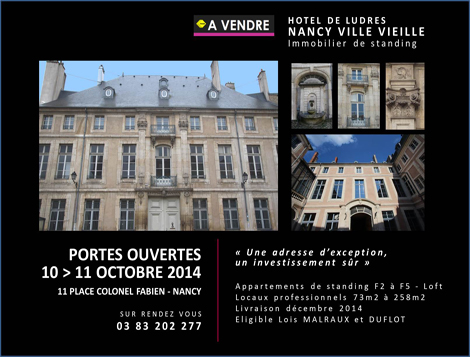 A VENDRE
HOTEL DE LUDRES
NANCY VILLE VIEILLE
Immobilier de standing
PORTES OUVERTES
10 > 11 OCTOBRE 2014
11 PLACE COLONEL FABIEN - NANCY
SUR RENDEZ VOUS
03 83 202 277
« Une adresse d'exception,
un investissement sûr »
Appartements de standing F2 à F5 - Loft
Locaux professionnels 73m2 à 258m2
Livraison décembre 2014
Eligible Lois MALRAUX et DUFLOT